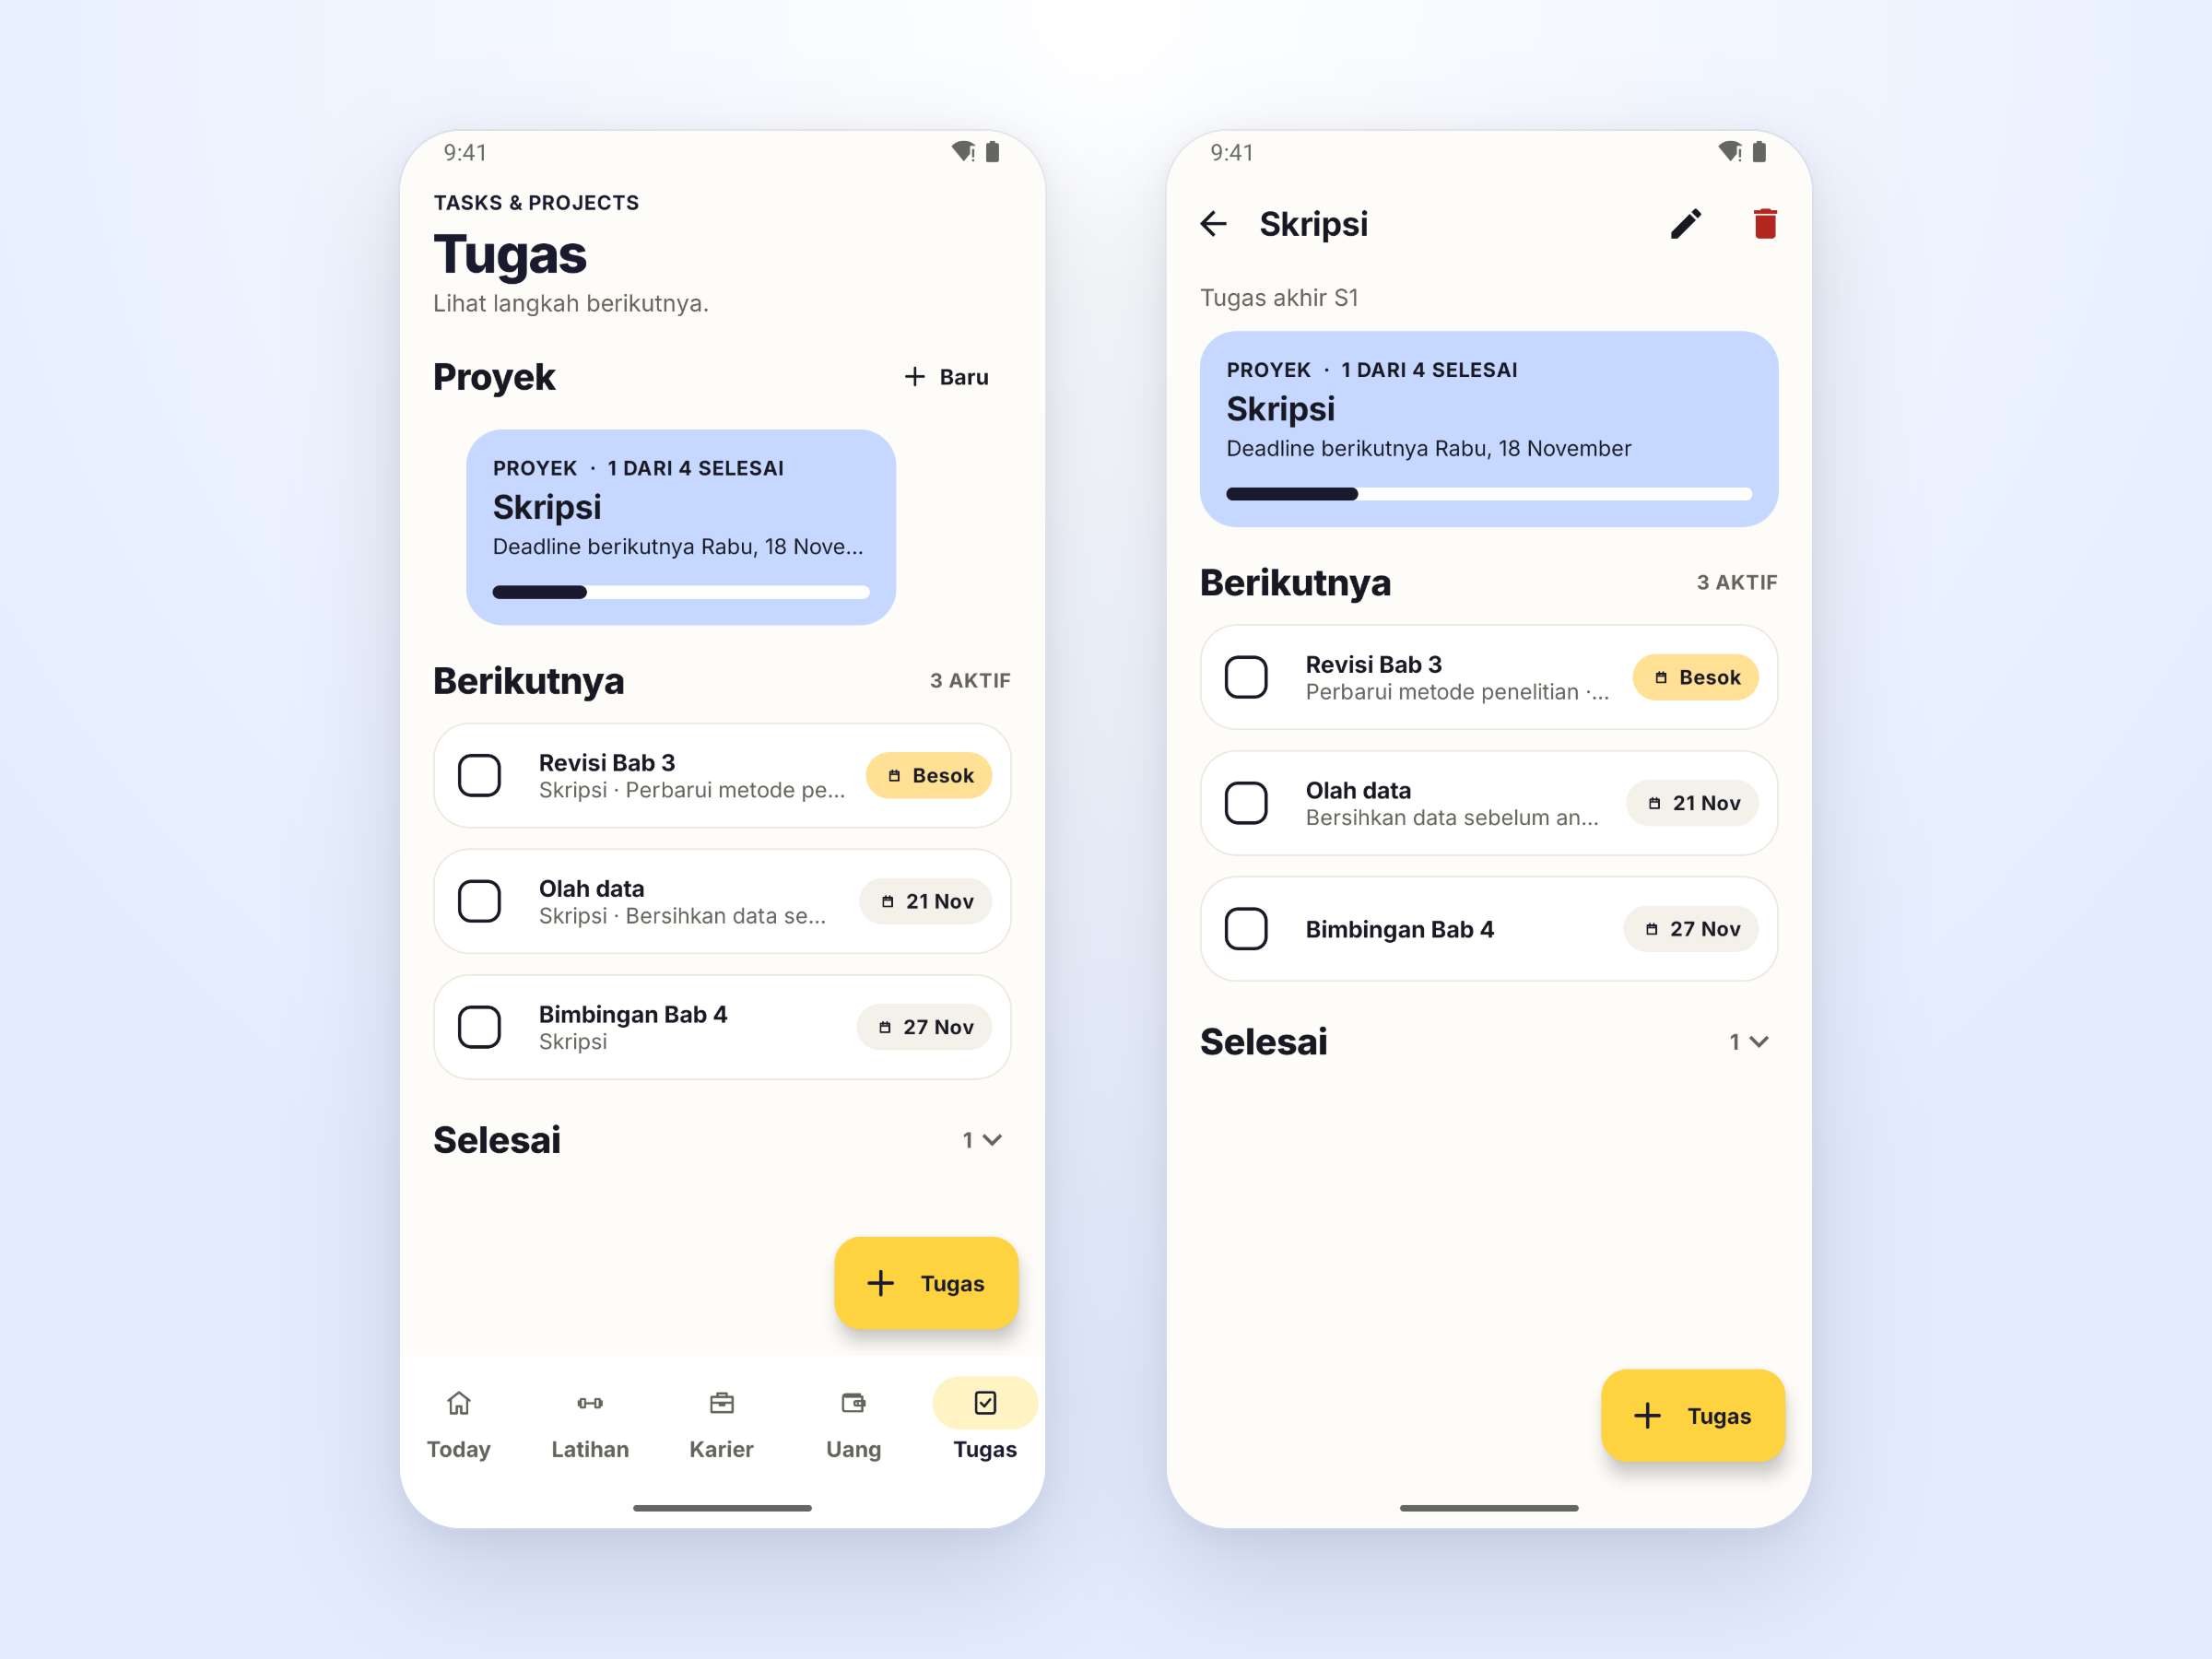 9:41
TASKS & PROJECTS
Tugas
Lihat langkah berikutnya.
Proyek
Baru
PROYEK · 1 DARI 4 SELESAI
Skripsi
Deadline berikutnya Rabu, 18 Nove...
Berikutnya
3 AKTIF
Revisi Bab 3
Skripsi · Perbarui metode pe...
Besok
Olah data
Skripsi · Bersihkan data se...
21 Nov
Bimbingan Bab 4
Skripsi
27 Nov
Selesai
1
Tugas
Today
Latihan
Karier
Uang
Tugas
9:41
Skripsi
Tugas akhir S1
PROYEK · 1 DARI 4 SELESAI
Skripsi
Deadline berikutnya Rabu, 18 November
Berikutnya
3 AKTIF
Revisi Bab 3
Perbarui metode penelitian ·...
Besok
Olah data
Bersihkan data sebelum an...
21 Nov
Bimbingan Bab 4
27 Nov
Selesai
1
Tugas